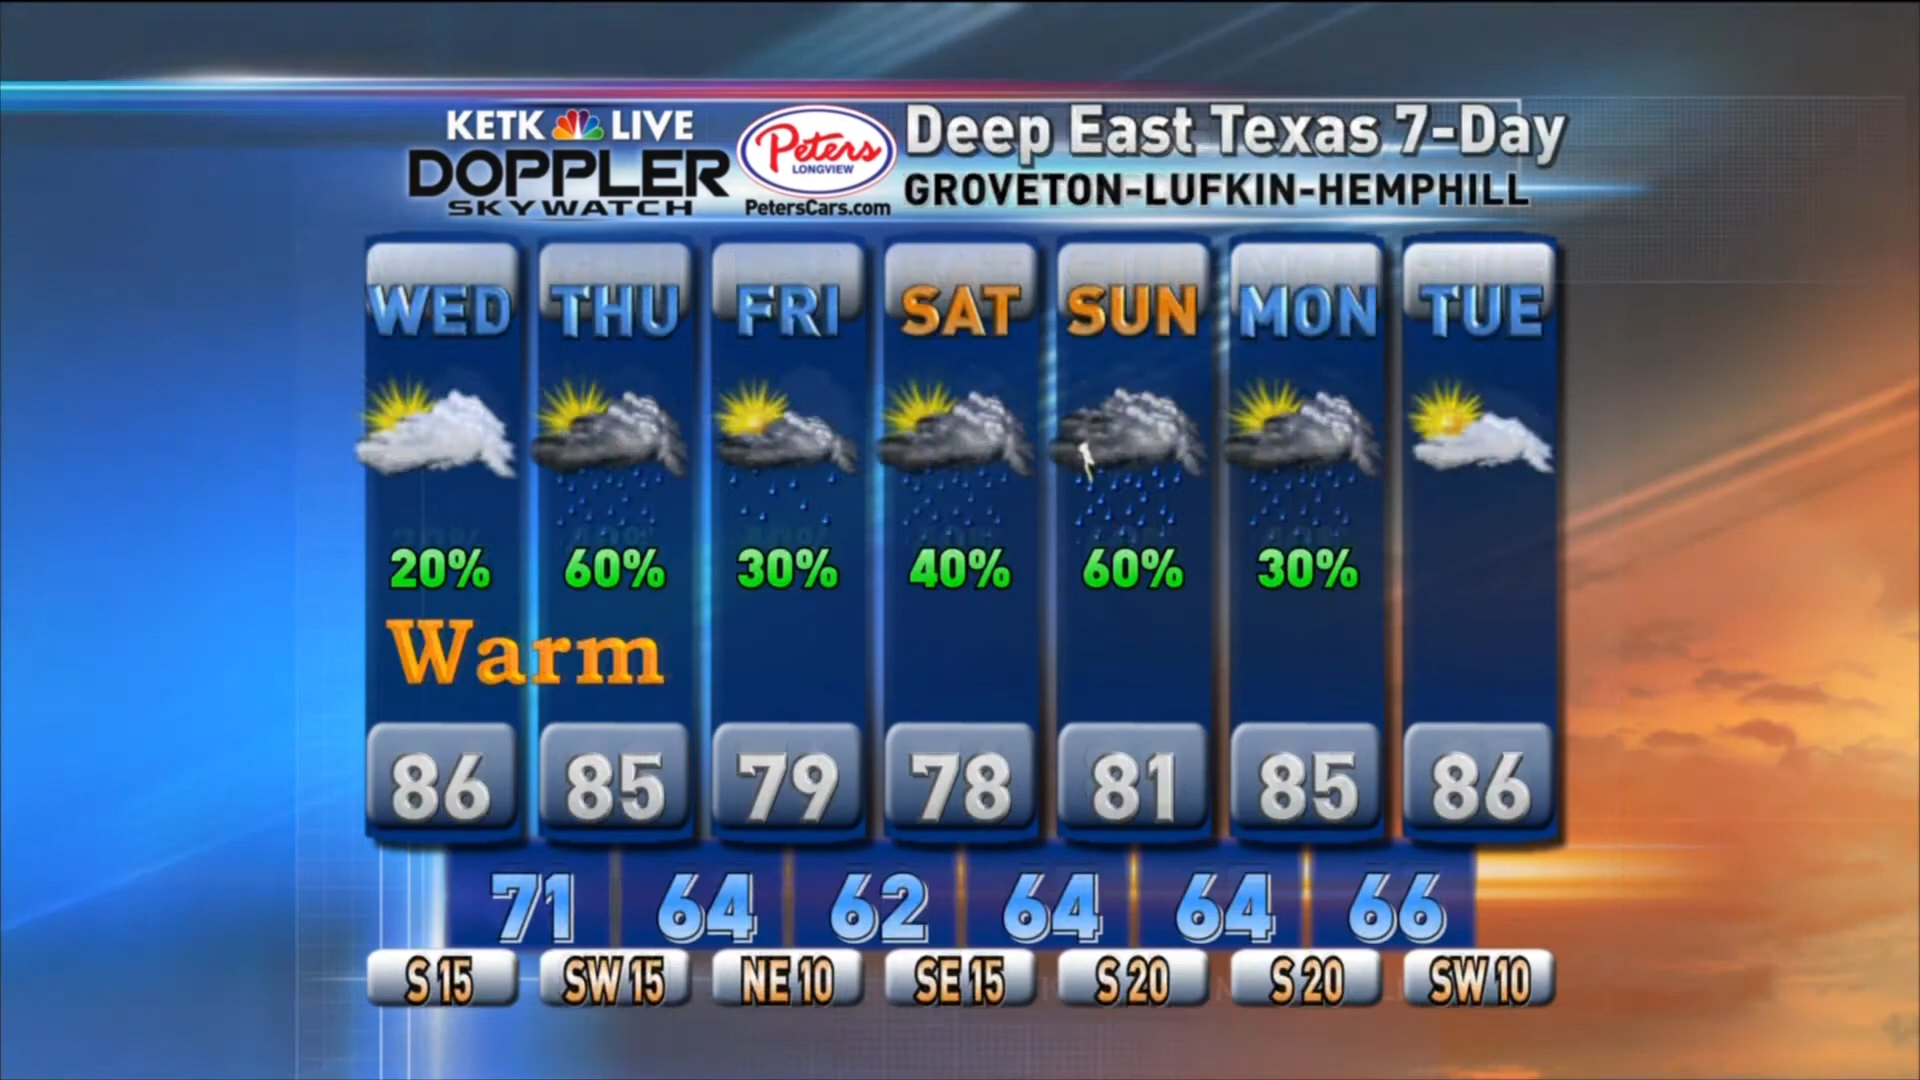 KETK LIVE
DOPPLER
SKYWATCH
Peters
LONGVIEW
PetersCars.com
Deep East Texas 7-Day
GROVETON-LUFKIN-HEMPHILL
WED THU FRI SAT SUN MON TUE
20% 60% 30% 40% 60% 30%
Warm
86 85 79 78 81 85 86
71 64 62 64 64 66
S 15 SW 15 NE 10 SE 15 S 20 S 20 SW 10